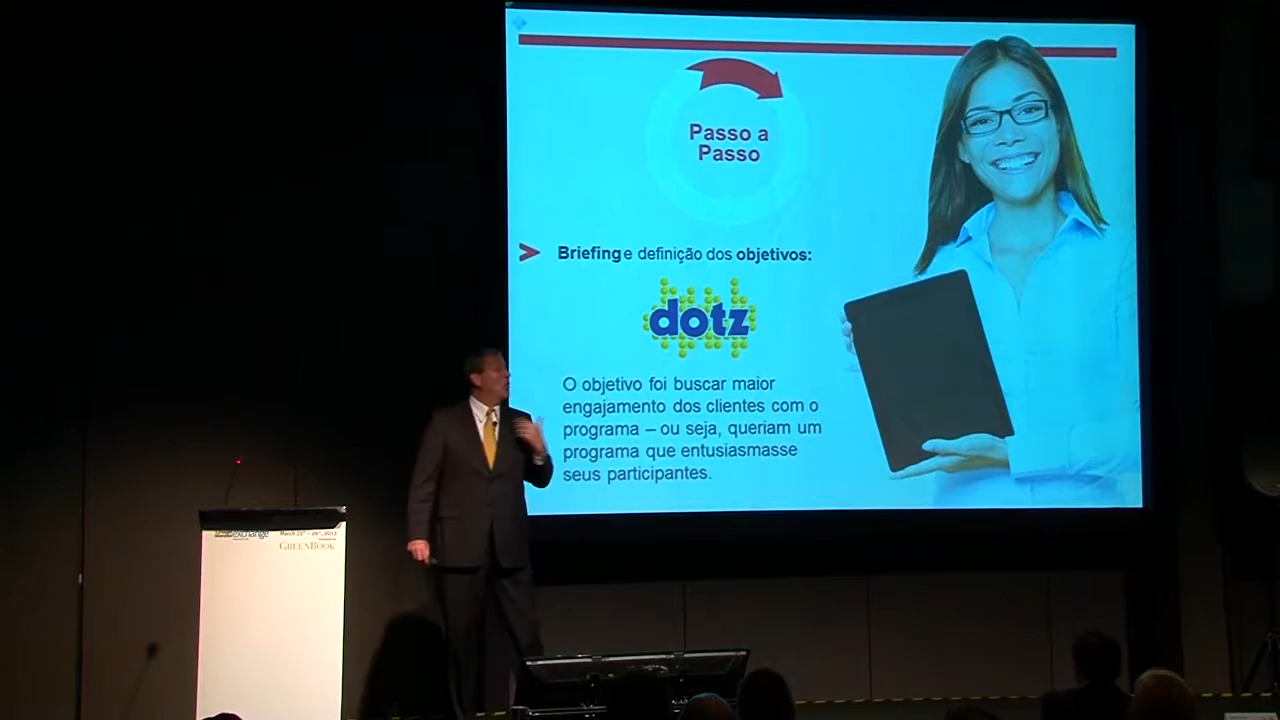 Passo a
Passo
Briefing e definição dos objetivos:
dotz
O objetivo foi buscar maior
engajamento dos clientes com o
programa – ou seja, queriam um
programa que entusiasmasse
seus participantes.
exchange
GREENBOOK